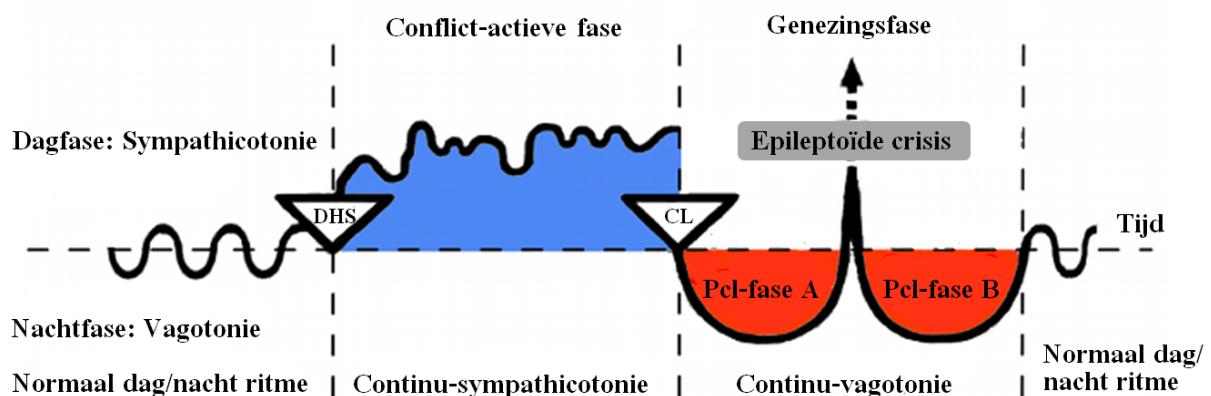 Conflict-actieve fase
Genezingsfase
Dagfase: Sympathicotonie
Epileptoïde crisis
DHS
CL
Tijd
Pcl-fase A
Pcl-fase B
Nachtfase: Vagotonie
Normaal dag/nacht ritme
Continu-sympathicotonie
Continu-vagotonie
Normaal dag/
nacht ritme